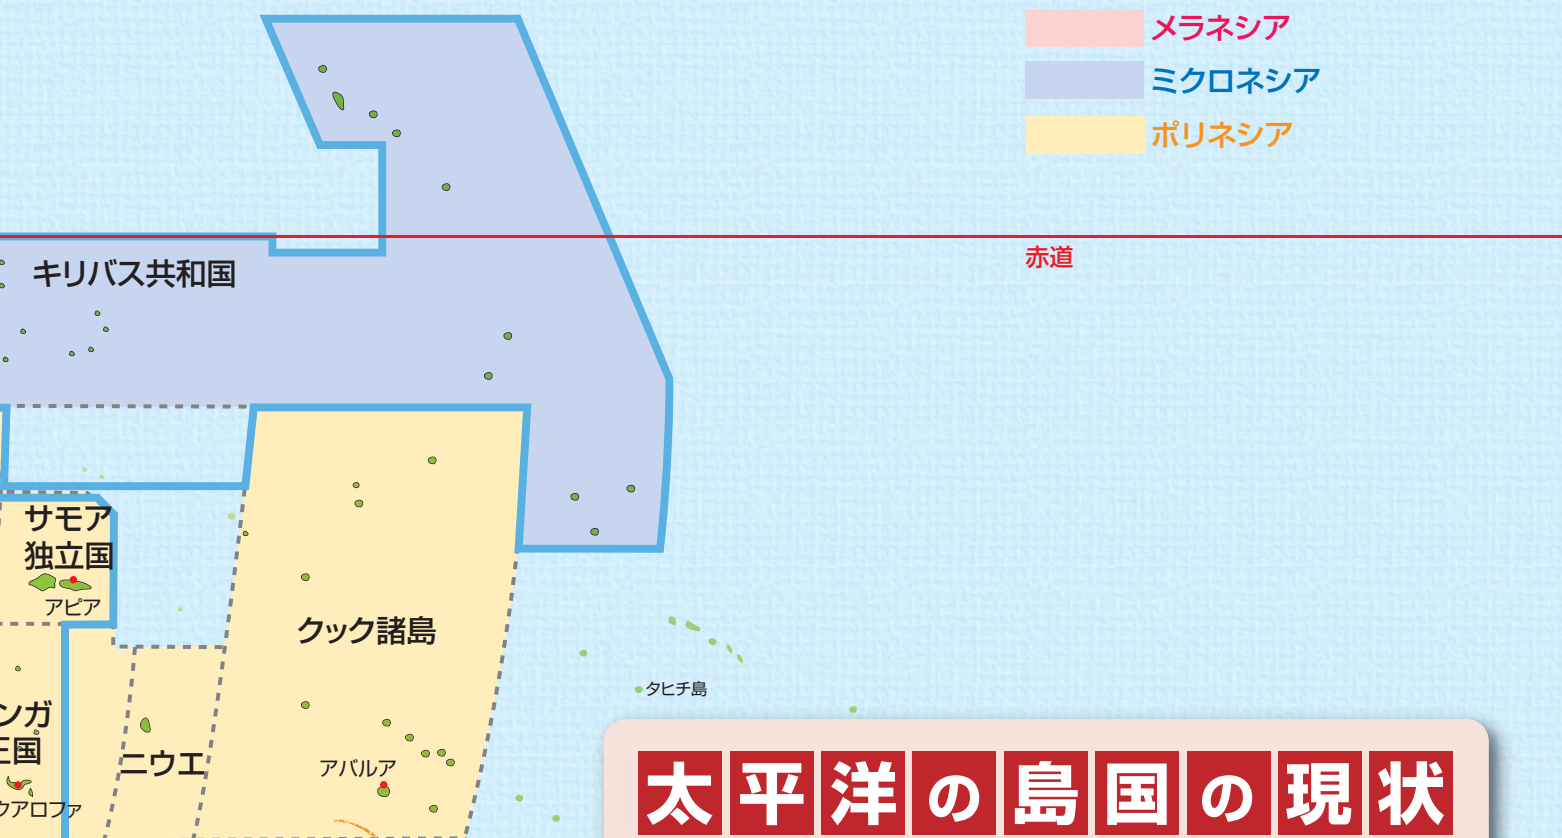 メラネシア
ミクロネシア
ポリネシア
赤道
キリバス共和国
サモア
独立国
アピア
クック諸島
タヒチ島
ンガ
王国
ニウエ
アバルア
クアロファ
太平洋の島国の現状